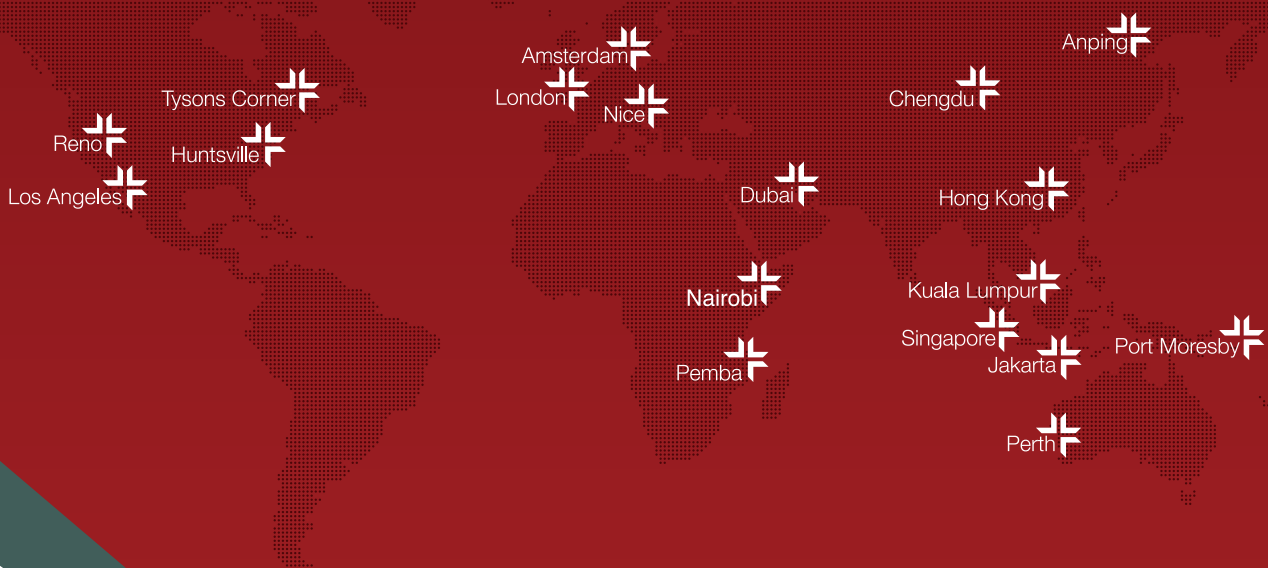 Anping
Amsterdam
Tysons Corner
London
Chengdu
Nice
Reno
Huntsville
Los Angeles
Dubai
Hong Kong
Nairobi
Kuala Lumpur
Singapore
Port Moresby
Jakarta
Pemba
Perth